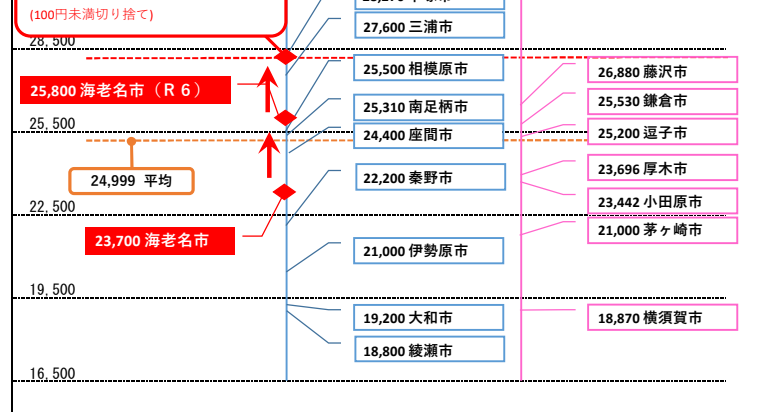 (100円未満切り捨て)
27,600 三浦市
28,500
25,500 相模原市
26,880 藤沢市
25,800 海老名市（R６）
25,310 南足柄市
25,530 鎌倉市
25,500
24,400 座間市
25,200 逗子市
24,999 平均
22,200 秦野市
23,696 厚木市
23,442 小田原市
22,500
23,700 海老名市
21,000 伊勢原市
21,000 茅ヶ崎市
19,500
19,200 大和市
18,870 横須賀市
18,800 綾瀬市
16,500